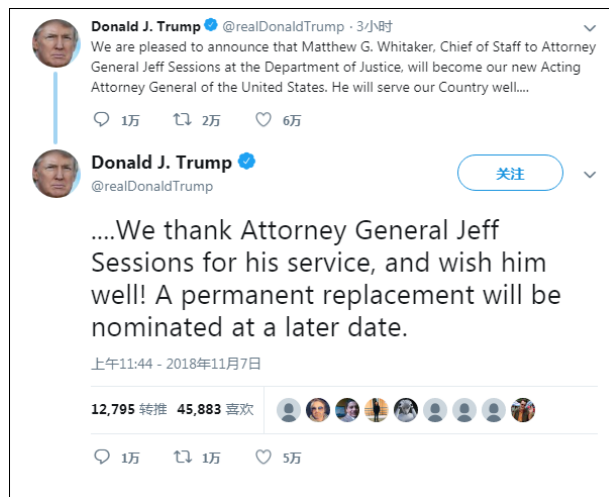 Donald J. Trump @realDonaldTrump · 3小时
We are pleased to announce that Matthew G. Whitaker, Chief of Staff to Attorney
General Jeff Sessions at the Department of Justice, will become our new Acting
Attorney General of the United States. He will serve our Country well....
1万 2万 6万
Donald J. Trump
@realDonaldTrump
关注
....We thank Attorney General Jeff
Sessions for his service, and wish him
well! A permanent replacement will be
nominated at a later date.
上午11:44 - 2018年11月7日
12,795 转推 45,883 喜欢
1万 1万 5万